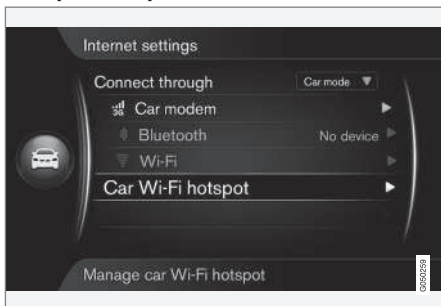 Internet settings
Connect through Car mode
3G Car modem
Bluetooth No device
Wi-Fi
Car Wi-Fi hotspot
Manage car Wi-Fi hotspot
G050259